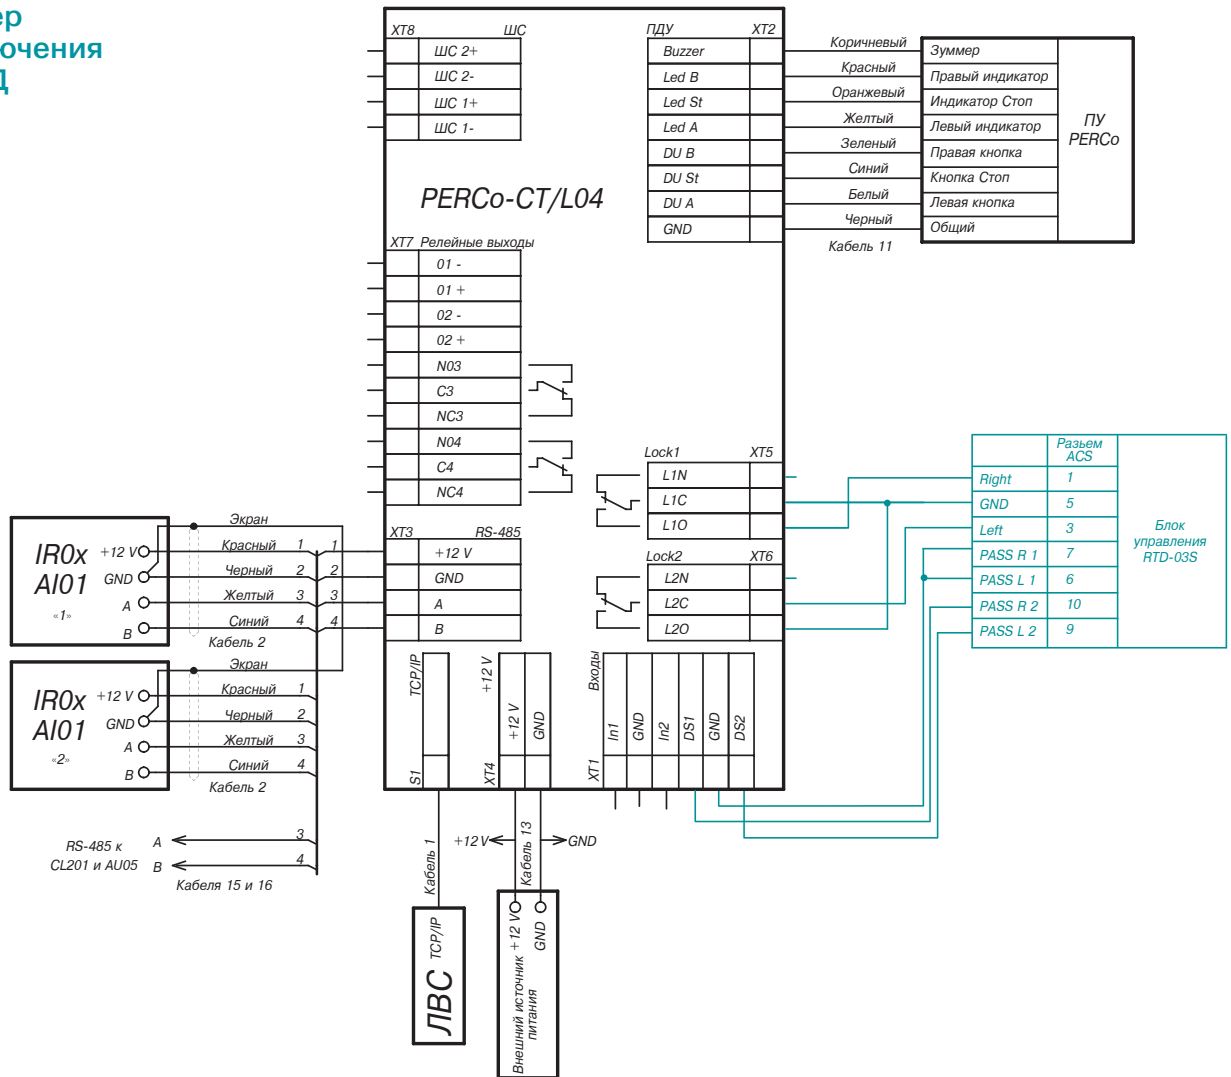 ер
ючения
Д
XT8 ШС
ШС 2+
ШС 2-
ШС 1+
ШС 1-
ПДУ XT2
Buzzer
Led B
Led St
Led A
DU B
DU St
DU A
GND
Коричневый
Красный
Оранжевый
Желтый
Зеленый
Синий
Белый
Черный
Кабель 11
Зуммер
Правый индикатор
Индикатор Стоп
Левый индикатор
Правая кнопка
Кнопка Стоп
Левая кнопка
Общий
ПУ
PERCo
PERCo-CT/L04
XT7 Релейные выходы
01 -
01 +
02 -
02 +
N03
C3
NC3
N04
C4
NC4
Lock1 XT5
L1N
L1C
L1O
Lock2 XT6
L2N
L2C
L2O
Разьем
ACS
Right 1
GND 5
Left 3
PASS R 1 7
PASS L 1 6
PASS R 2 10
PASS L 2 9
Блок
управления
RTD-03S
IR0x
AI01
«1»
+12 V
GND
A
B
Экран
Красный 1 1
Черный 2 2
Желтый 3 3
Синий 4 4
Кабель 2
XT3 RS-485
+12 V
GND
A
B
IR0x
AI01
«2»
+12 V
GND
A
B
Экран
Красный 1
Черный 2
Желтый 3
Синий 4
Кабель 2
RS-485 к
CL201 и AU05
A 3
B 4
Кабеля 15 и 16
TCP/IP
S1
+12 V
+12 V
GND
XT4
Входы
In1
GND
In2
DS1
GND
DS2
XT1
Кабель 1
+12 V
Кабель 13
GND
ЛВС TCP/IP
+12 V
GND
Внешний источник
питания